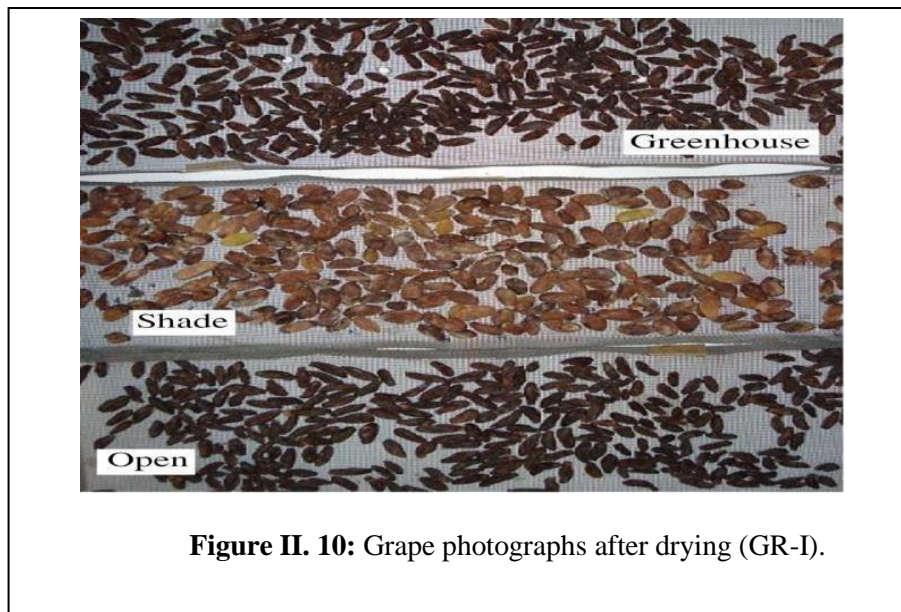 Greenhouse
Shade
Open
Figure II. 10: Grape photographs after drying (GR-I).